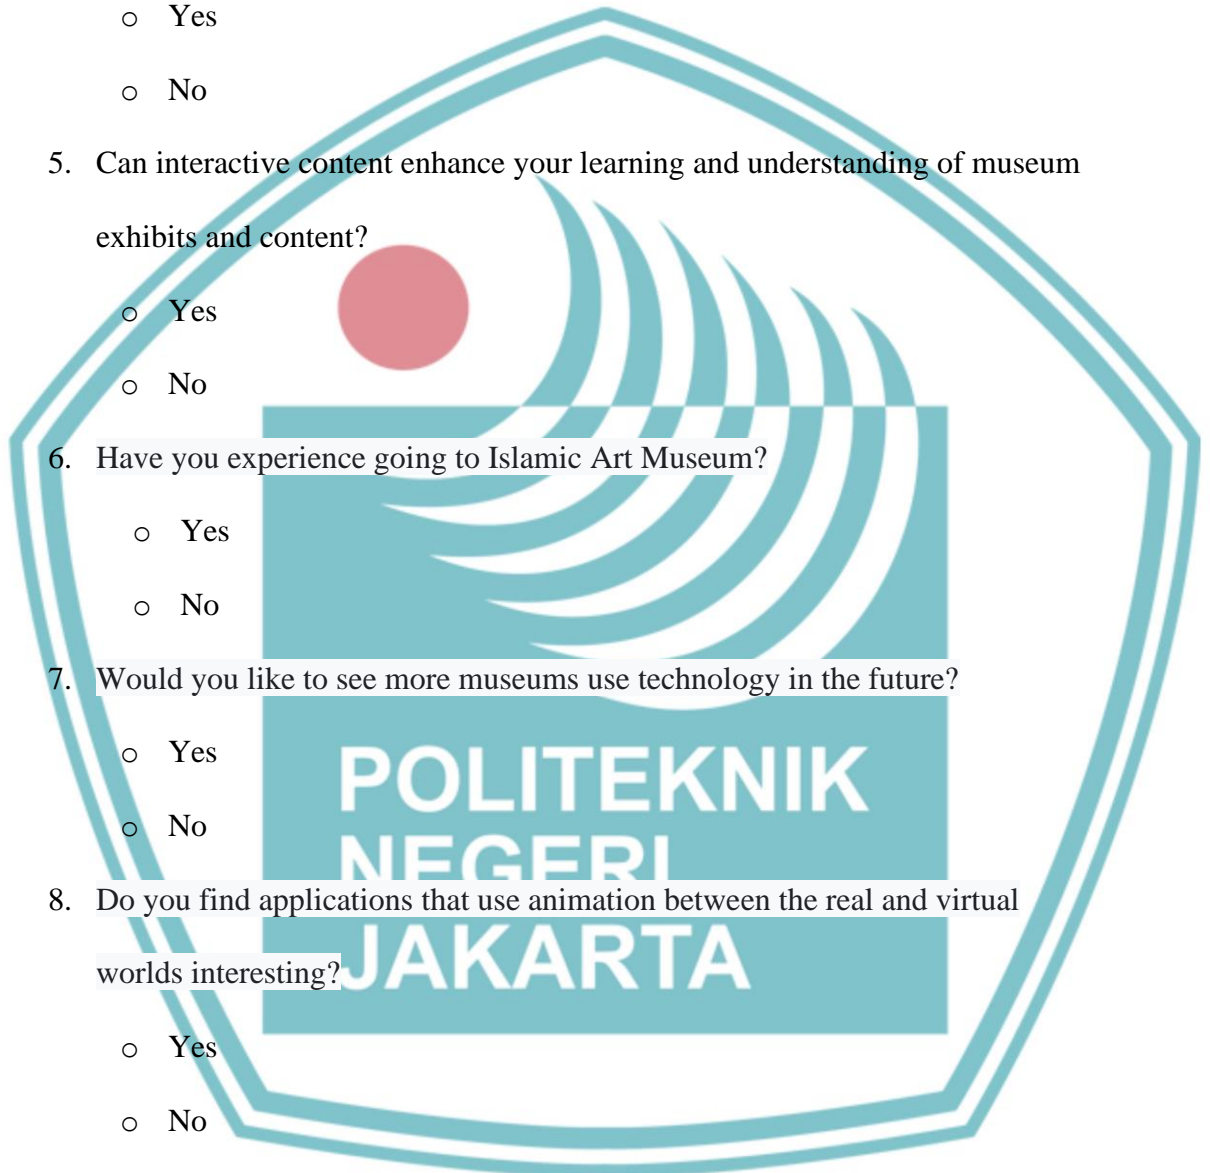 o Yes
o No
5. Can interactive content enhance your learning and understanding of museum
exhibits and content?
o Yes
o No
6. Have you experience going to Islamic Art Museum?
o Yes
o No
7. Would you like to see more museums use technology in the future?
o Yes
o No
8. Do you find applications that use animation between the real and virtual
worlds interesting?
o Yes
o No
POLITEKNIK
NEGERI
JAKARTA